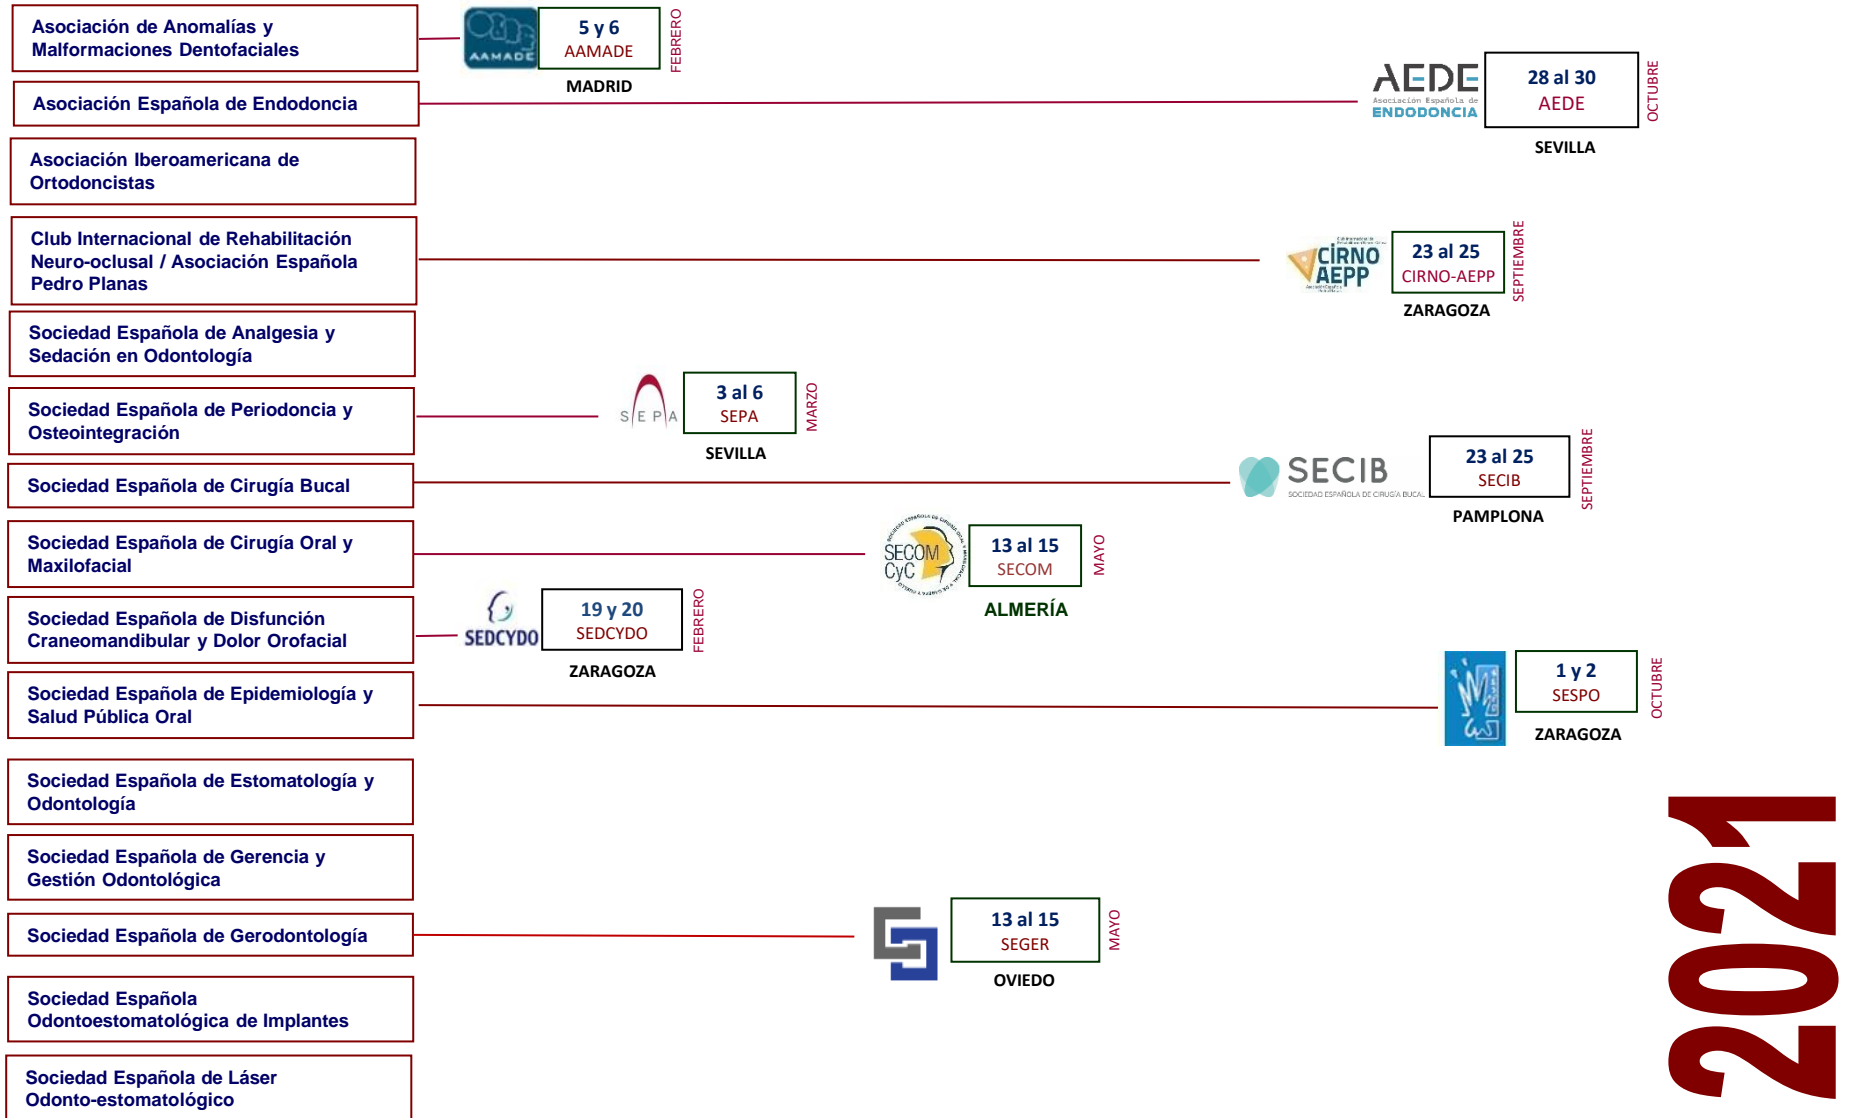 Asociación de Anomalías y
Malformaciones Dentofaciales
AAMADE
5 y 6
AAMADE
FEBRERO
MADRID
Asociación Española de Endodoncia
AEDE
Asociación Española de
ENDODONCIA
28 al 30
AEDE
OCTUBRE
SEVILLA
Asociación Iberoamericana de
Ortodoncistas
Club Internacional de Rehabilitación
Neuro-oclusal / Asociación Española
Pedro Planas
CIRNO
AEPP
23 al 25
CIRNO-AEPP
SEPTIEMBRE
ZARAGOZA
Sociedad Española de Analgesia y
Sedación en Odontología
Sociedad Española de Periodoncia y
Osteointegración
SEPA
3 al 6
SEPA
MARZO
SEVILLA
Sociedad Española de Cirugía Bucal
SECIB
SOCIEDAD ESPAÑOLA DE CIRUGÍA BUCAL
23 al 25
SECIB
SEPTIEMBRE
PAMPLONA
Sociedad Española de Cirugía Oral y
Maxilofacial
SECOM
CyC
13 al 15
SECOM
MAYO
ALMERÍA
Sociedad Española de Disfunción
Craneomandibular y Dolor Orofacial
SEDCYDO
19 y 20
SEDCYDO
FEBRERO
ZARAGOZA
Sociedad Española de Epidemiología y
Salud Pública Oral
1 y 2
SESPO
OCTUBRE
ZARAGOZA
Sociedad Española de Estomatología y
Odontología
Sociedad Española de Gerencia y
Gestión Odontológica
Sociedad Española de Gerodontología
13 al 15
SEGER
MAYO
OVIEDO
Sociedad Española
Odontoestomatológica de Implantes
Sociedad Española de Láser
Odonto-estomatológico
2021